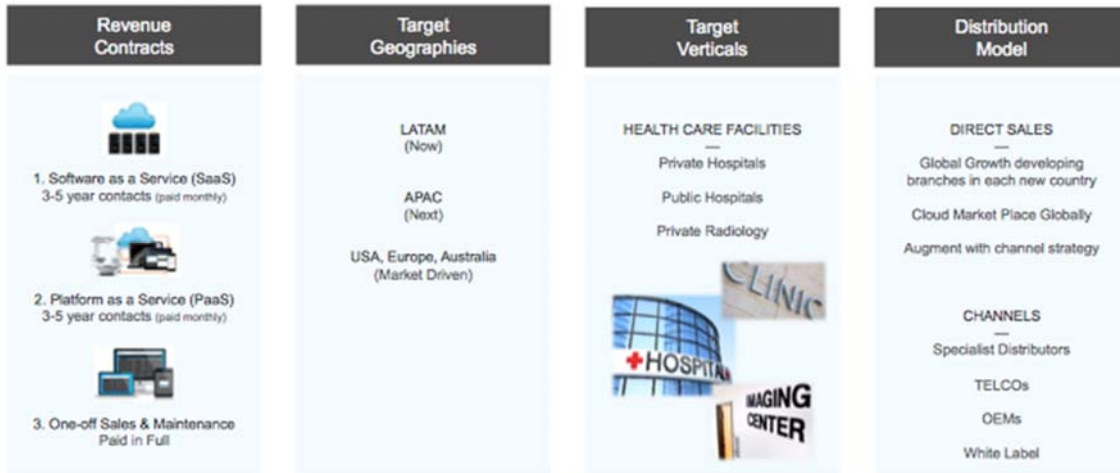 Revenue
Contracts
1. Software as a Service (SaaS)
3-5 year contacts (paid monthly)
2. Platform as a Service (PaaS)
3-5 year contacts (paid monthly)
3. One-off Sales & Maintenance
Paid in Full
Target
Geographies
LATAM
(Now)
APAC
(Next)
USA, Europe, Australia
(Market Driven)
Target
Verticals
HEALTH CARE FACILITIES
—
Private Hospitals
Public Hospitals
Private Radiology
CLINIC
HOSPITAL
IMAGING
CENTER
Distribution
Model
DIRECT SALES
—
Global Growth developing
branches in each new country
Cloud Market Place Globally
Augment with channel strategy
CHANNELS
—
Specialist Distributors
TELCOs
OEMs
White Label